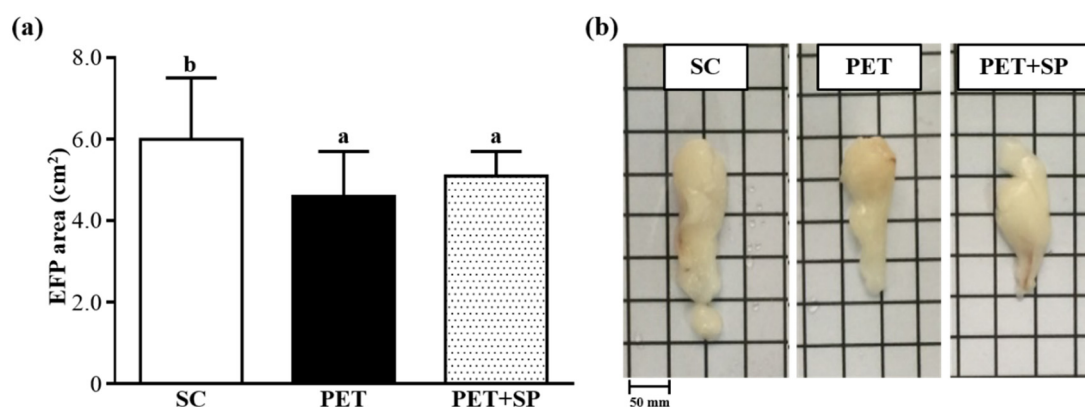 (a)
EFP area (cm²)
8.0
6.0
4.0
2.0
0
b
a
a
SC
PET
PET+SP
(b)
SC
PET
PET+SP
50 mm